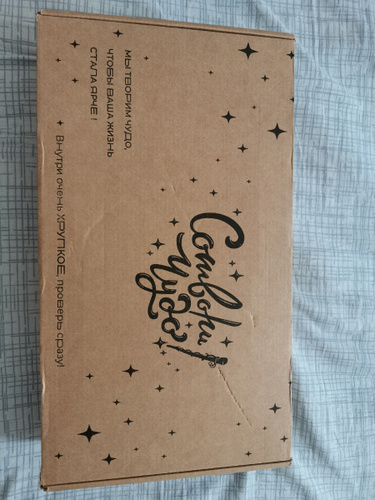 МЫ ТВОРИМ ЧУДО,
ЧТОБЫ ВАША ЖИЗНЬ
СТАЛА ЯРЧЕ !
Сотвори
Чудо!
Внутри очень ХРУПКОЕ, проверь сразу!